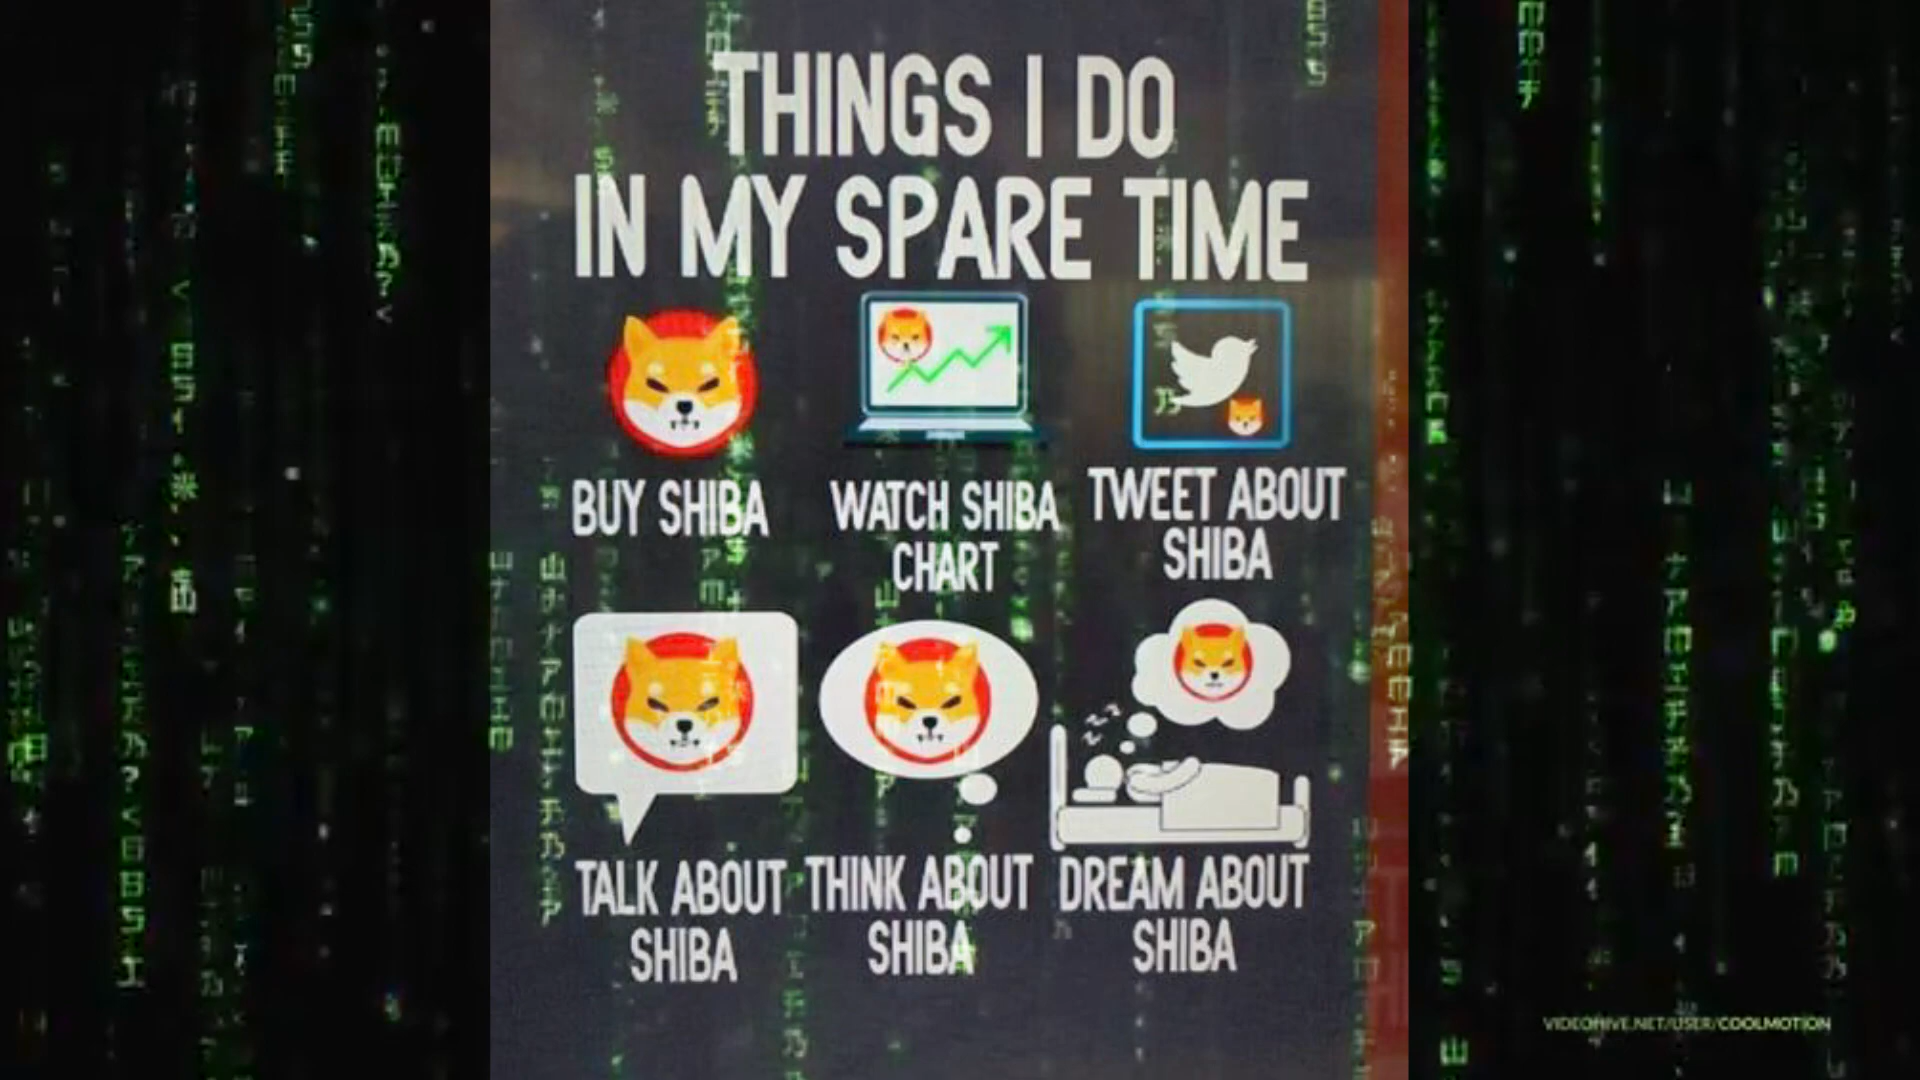 THINGS I DO
IN MY SPARE TIME
BUY SHIBA
WATCH SHIBA
CHART
TWEET ABOUT
SHIBA
TALK ABOUT
SHIBA
THINK ABOUT
SHIBA
DREAM ABOUT
SHIBA
VIDEOHIVE.NET/USER/COOLMOTION